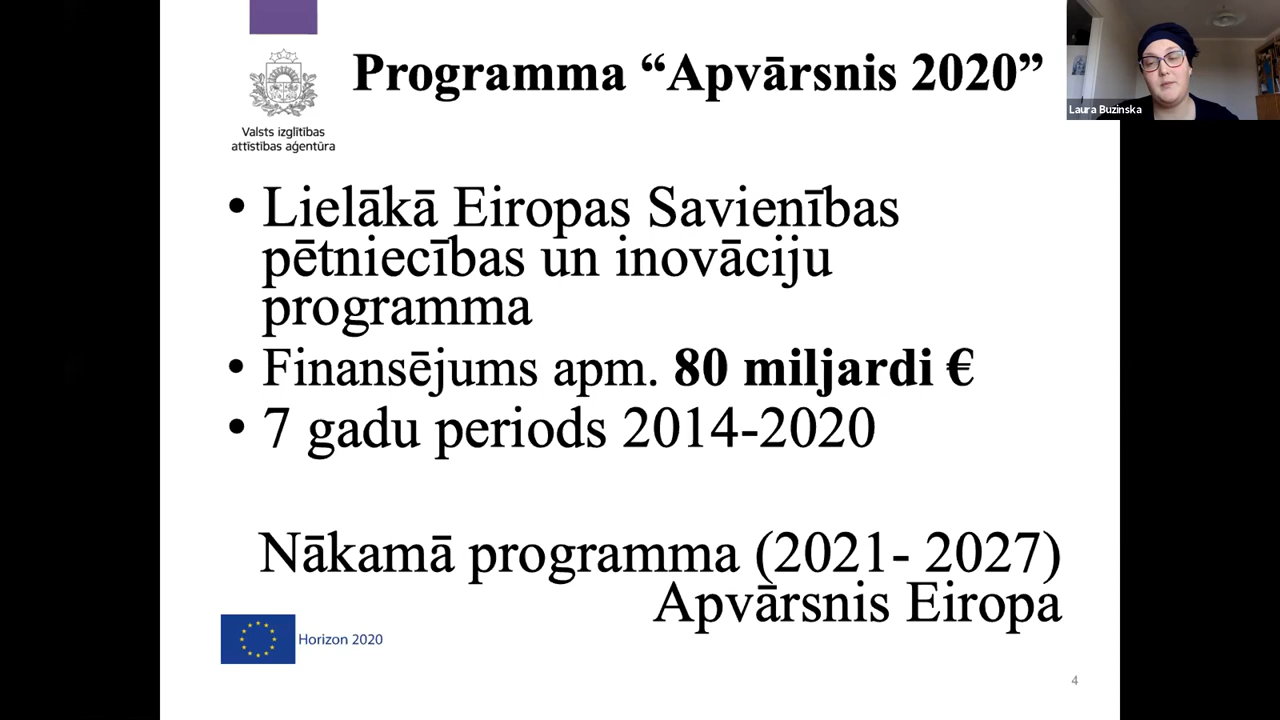 Programma “Apvārsnis 2020”
Laura Buzinska
Valsts izglītības
attīstības aģentūra
• Lielākā Eiropas Savienības
pētniecības un inovāciju
programma
• Finansējums apm. 80 miljardi €
• 7 gadu periods 2014-2020
Nākamā programma (2021- 2027)
Apvārsnis Eiropa
Horizon 2020
4